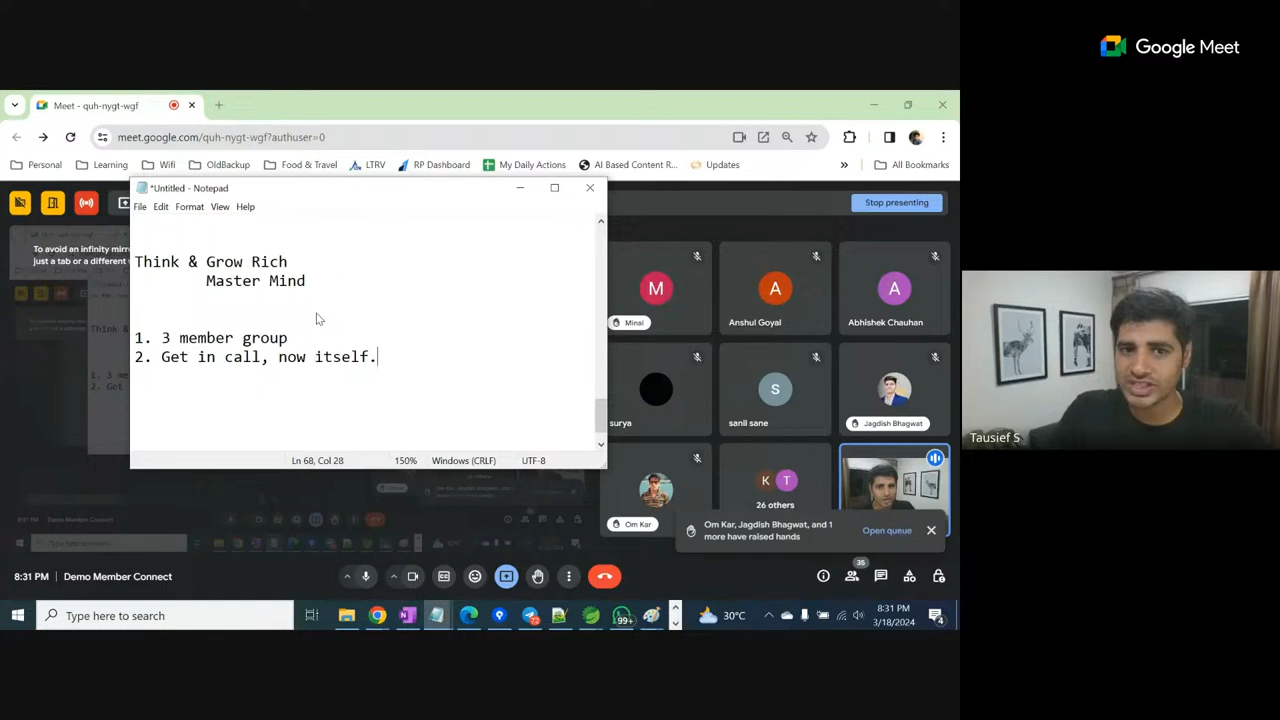 Google Meet
Meet - quh-nygt-wgf
meet.google.com/quh-nygt-wgf?authuser=0
Personal
Learning
Wifi
OldBackup
Food & Travel
LTRV
RP Dashboard
My Daily Actions
AI Based Content R...
Updates
All Bookmarks
*Untitled - Notepad
File Edit Format View Help
Stop presenting
To avoid an infinity mirr
just a tab or a different
Think & Grow Rich
Master Mind
1. 3 member group
2. Get in call, now itself.
Ln 68, Col 28
150%
Windows (CRLF)
UTF-8
M
Minal
A
Anshul Goyal
A
Abhishek Chauhan
surya
S
sanil sane
Jagdish Bhagwat
Om Kar
K
T
26 others
Om Kar, Jagdish Bhagwat, and 1
more have raised hands
Open queue
Tausief S
8:31 PM
Demo Member Connect
35
Type here to search
99+
30°C
8:31 PM
3/18/2024
4